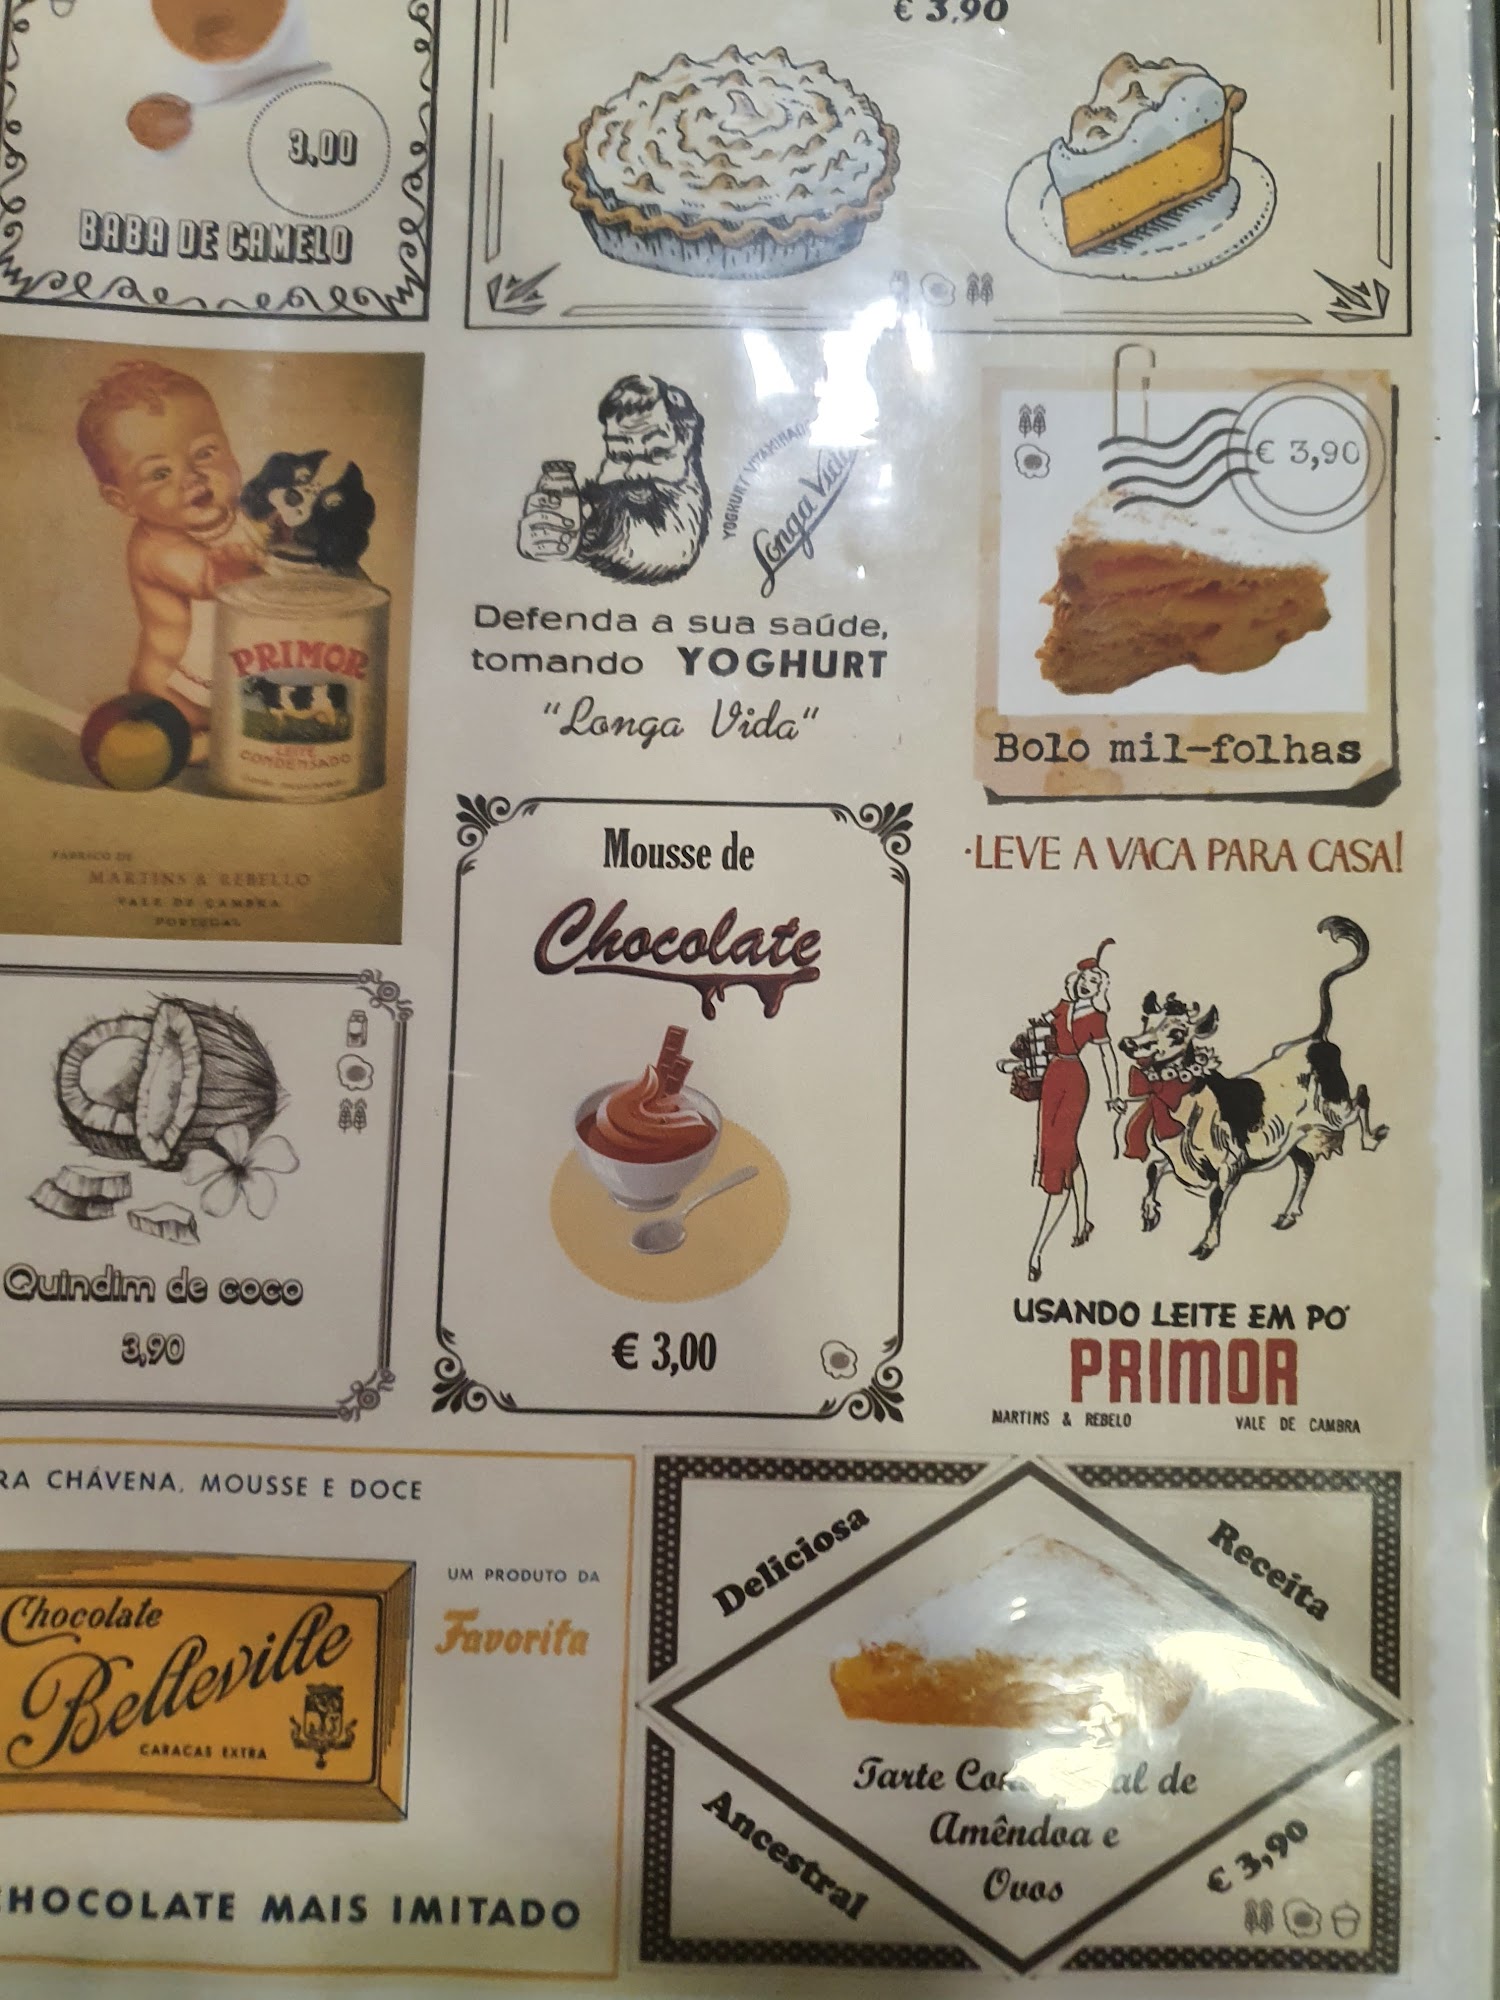 € 3,90
3,00
BABA DE CAMELO
PRIMOR
LEITE
CONDENSADO
FABRICO DE
MARTINS & REBELLO
VALE DE CAMBRA
PORTUGAL
YOGHURT
Longa Vida
Defenda a sua saúde,
tomando YOGHURT
"Longa Vida"
€ 3,90
Bolo mil-folhas
Mousse de
Chocolate
€ 3,00
·LEVE A VACA PARA CASA!
USANDO LEITE EM PÓ
PRIMOR
MARTINS & REBELO VALE DE CAMBRA
Quindim de coco
3,90
RA CHÁVENA, MOUSSE E DOCE
Chocolate
Belleville
CARACAS EXTRA
UM PRODUTO DA
Favorita
CHOCOLATE MAIS IMITADO
Deliciosa
Receita
Tarte de
Amêndoa e
Ovos
Ancestral
€ 3,90